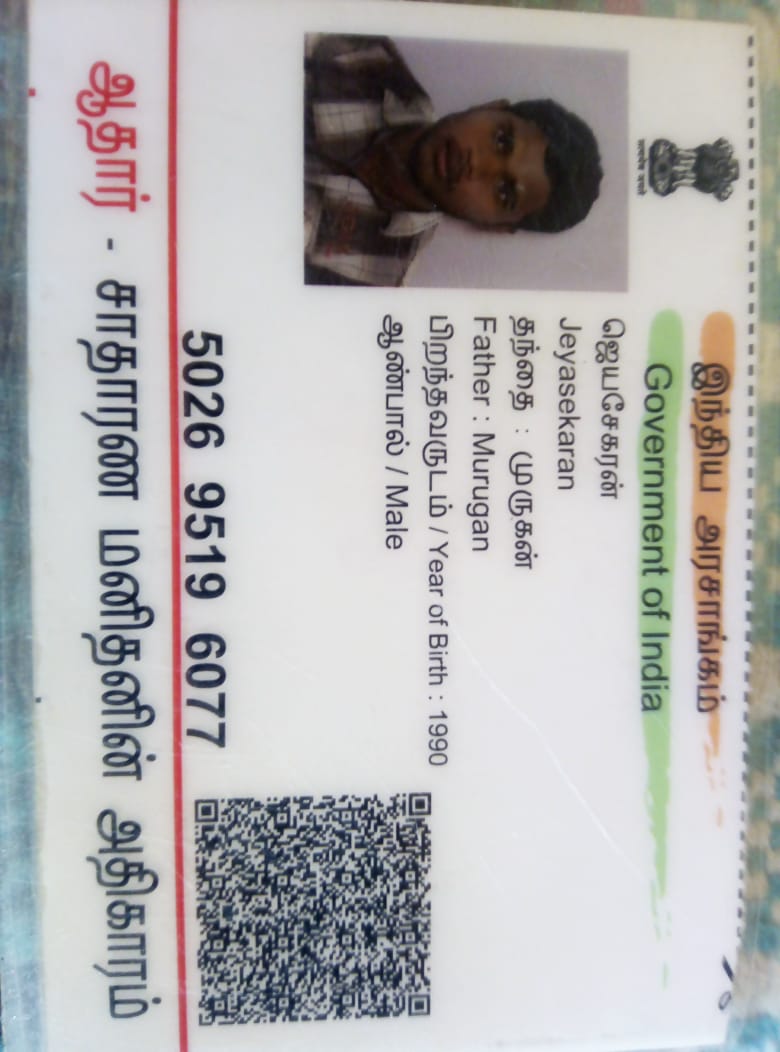 இந்திய அரசாங்கம்
Government of India
ஜெயசேகரன்
Jeyasekaran
தந்தை : முருகன்
Father : Murugan
பிறந்தவருடம் / Year of Birth : 1990
ஆண்பால் / Male
5026 9519 6077
ஆதார் - சாதாரண மனிதனின் அதிகாரம்